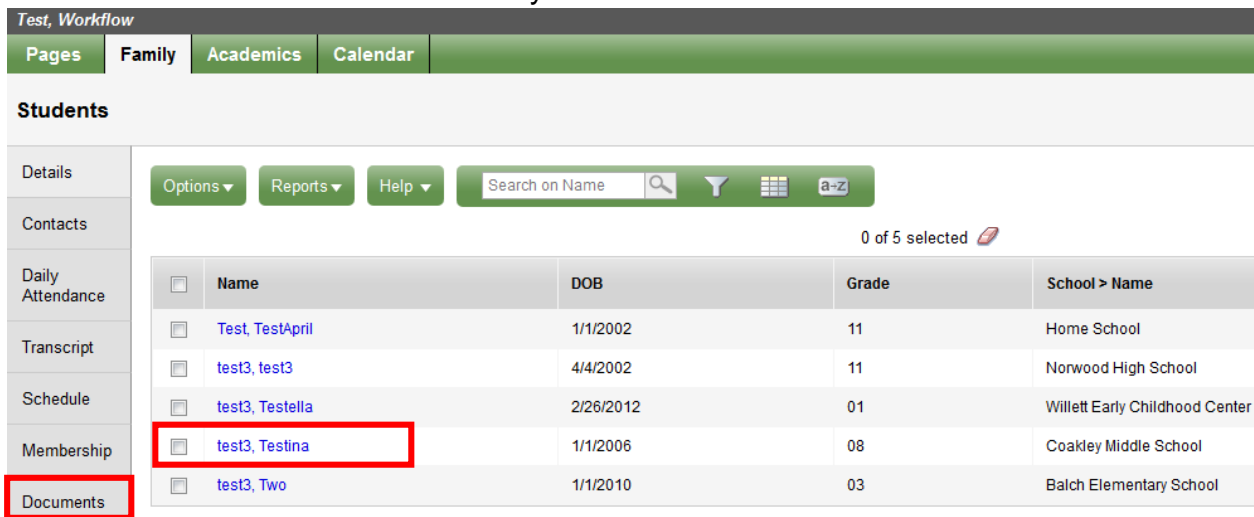 Test, Workflow
Pages Family Academics Calendar
Students
Details
Contacts
Daily
Attendance
Transcript
Schedule
Membership
Documents
Options Reports Help Search on Name a-z
0 of 5 selected
Name DOB Grade School > Name
Test, TestApril 1/1/2002 11 Home School
test3, test3 4/4/2002 11 Norwood High School
test3, Testella 2/26/2012 01 Willett Early Childhood Center
test3, Testina 1/1/2006 08 Coakley Middle School
test3, Two 1/1/2010 03 Balch Elementary School